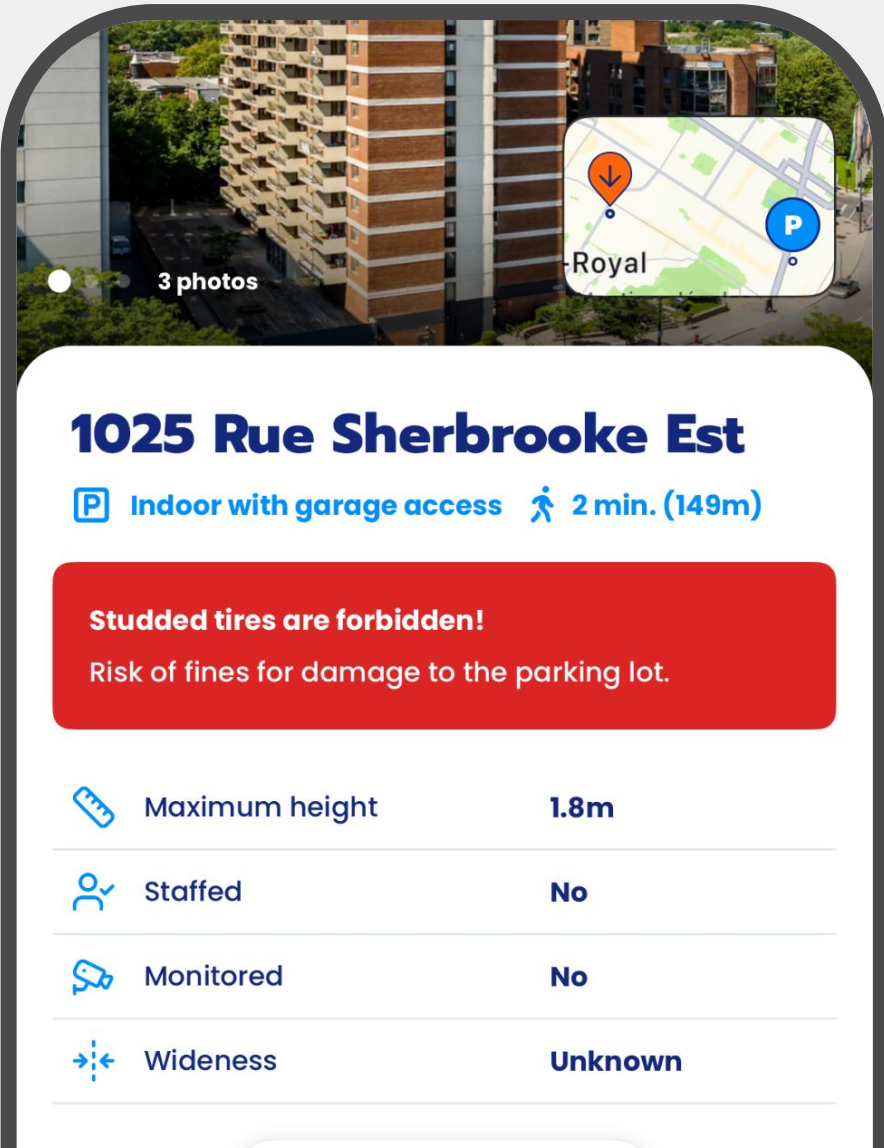 P
-Royal
3 photos
1025 Rue Sherbrooke Est
P Indoor with garage access 2 min. (149m)
Studded tires are forbidden!
Risk of fines for damage to the parking lot.
Maximum height 1.8m
Staffed No
Monitored No
Wideness Unknown